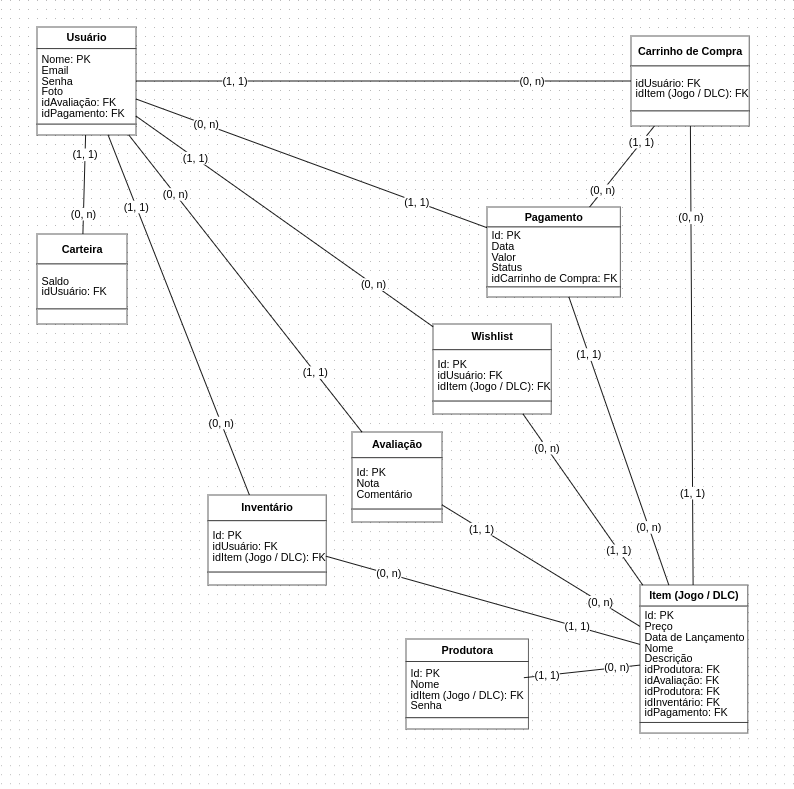 Usuário
Nome: PK
Email
Senha
Foto
idAvaliação: FK
idPagamento: FK
(1, 1)
(0, n)
Carrinho de Compra
idUsuário: FK
idItem (Jogo / DLC): FK
(0, n)
(1, 1)
(1, 1)
(1, 1)
(0, n)
(0, n)
(1, 1)
(0, n)
(1, 1)
(0, n)
(0, n)
Carteira
Saldo
idUsuário: FK
Pagamento
Id: PK
Data
Valor
Status
idCarrinho de Compra: FK
(0, n)
Wishlist
Id: PK
idUsuário: FK
idItem (Jogo / DLC): FK
(1, 1)
(1, 1)
(0, n)
Avaliação
Id: PK
Nota
Comentário
(0, n)
(1, 1)
Inventário
Id: PK
idUsuário: FK
idItem (Jogo / DLC): FK
(1, 1)
(0, n)
(1, 1)
(0, n)
(0, n)
(1, 1)
Item (Jogo / DLC)
Id: PK
Preço
Data de Lançamento
Nome
Descrição
idProdutora: FK
idAvaliação: FK
idProdutora: FK
idInventário: FK
idPagamento: FK
Produtora
Id: PK
Nome
idItem (Jogo / DLC): FK
Senha
(1, 1)
(0, n)